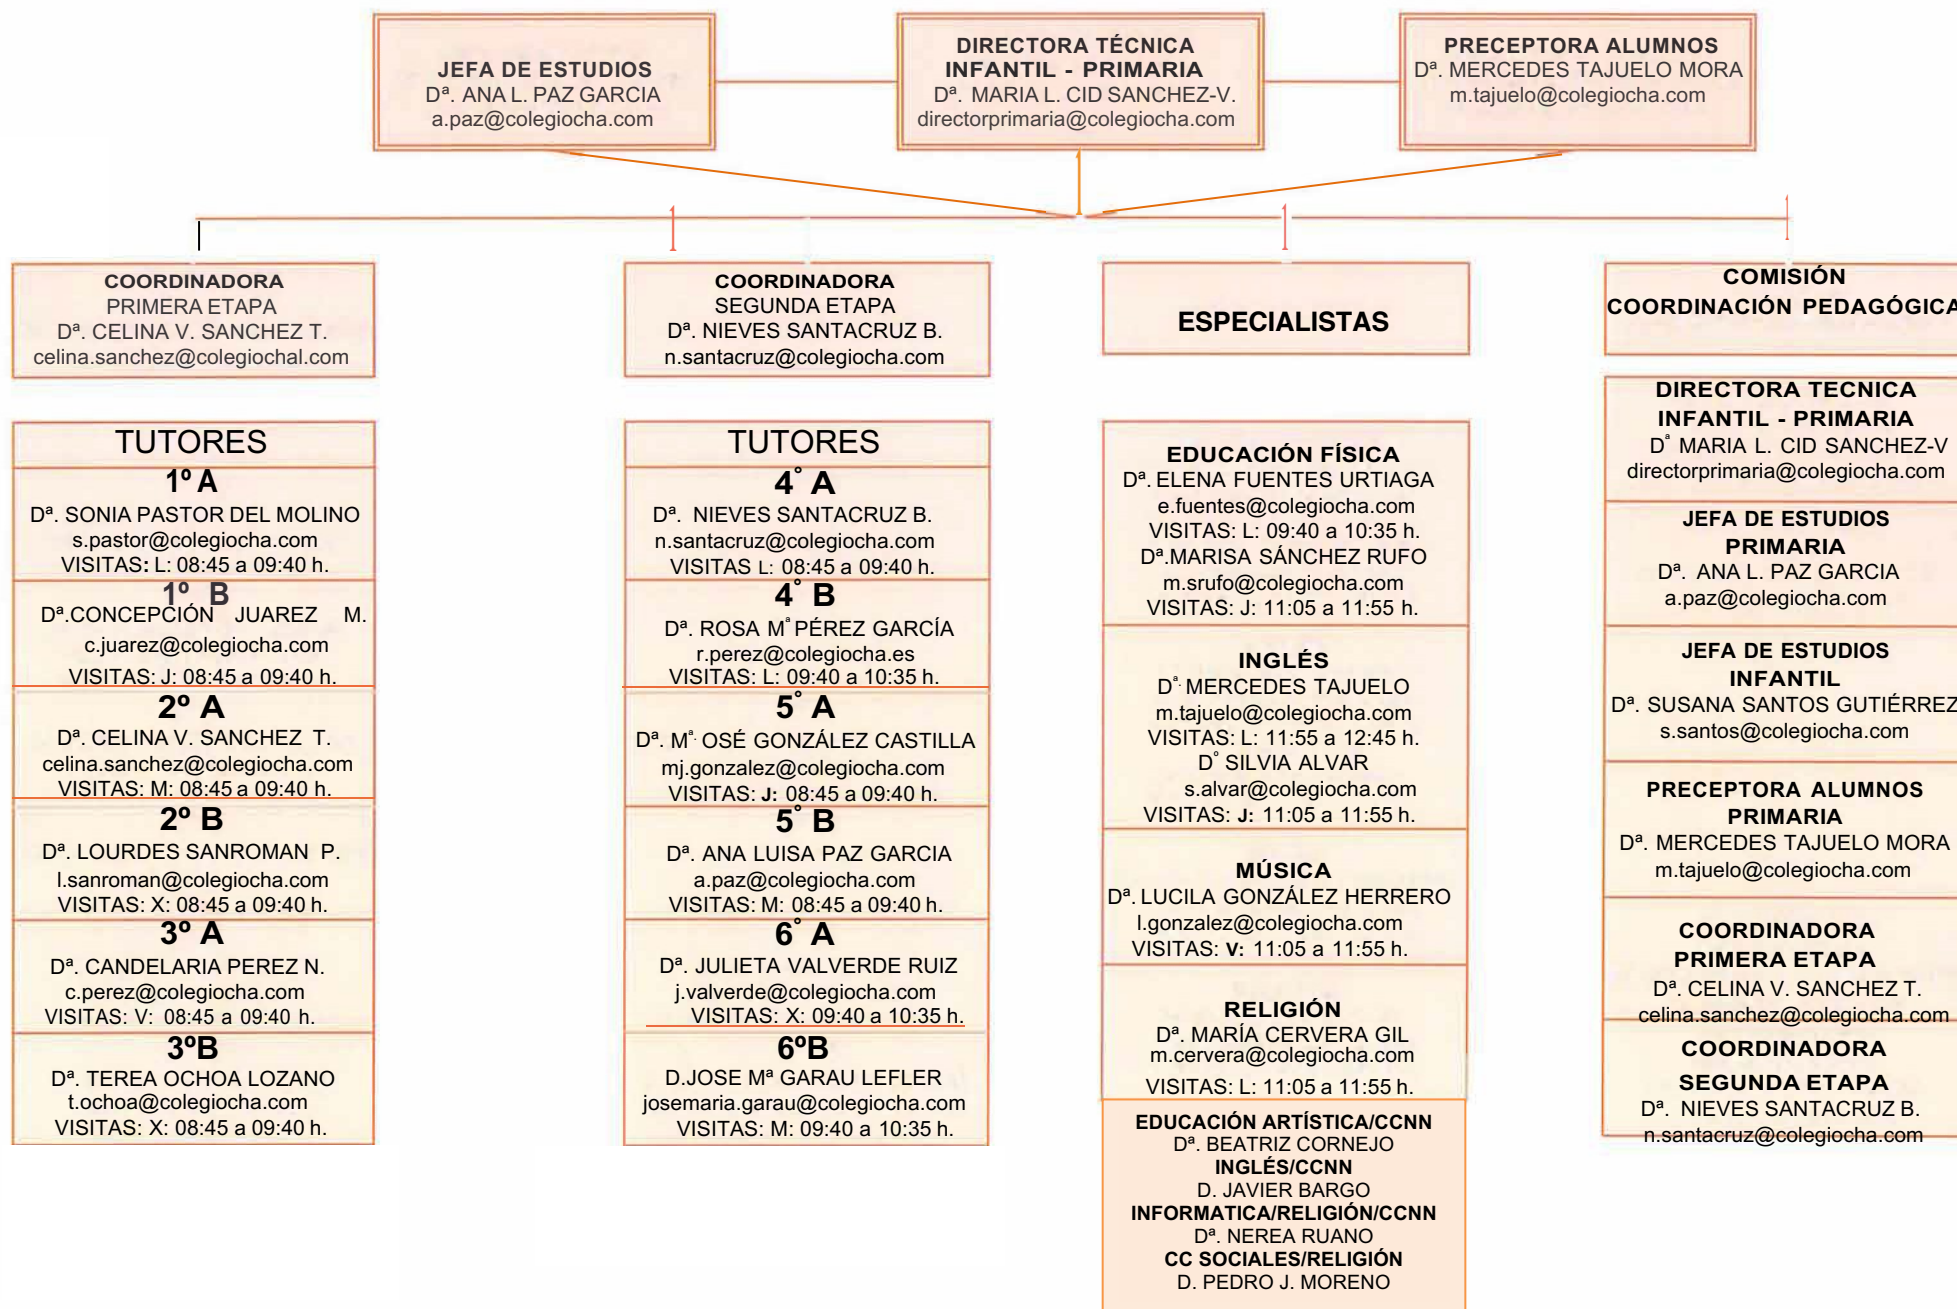 JEFA DE ESTUDIOS
Dª. ANA L. PAZ GARCIA
a.paz@colegiocha.com
DIRECTORA TÉCNICA
INFANTIL - PRIMARIA
Dª. MARIA L. CID SANCHEZ-V.
directorprimaria@colegiocha.com
PRECEPTORA ALUMNOS
Dª. MERCEDES TAJUELO MORA
m.tajuelo@colegiocha.com
COORDINADORA
PRIMERA ETAPA
Dª. CELINA V. SANCHEZ T.
celina.sanchez@colegiochal.com
TUTORES
1º A
Dª. SONIA PASTOR DEL MOLINO
s.pastor@colegiocha.com
VISITAS: L: 08:45 a 09:40 h.
1º B
Dª.CONCEPCIÓN JUAREZ M.
c.juarez@colegiocha.com
VISITAS: J: 08:45 a 09:40 h.
2º A
Dª. CELINA V. SANCHEZ T.
celina.sanchez@colegiocha.com
VISITAS: M: 08:45 a 09:40 h.
2º B
Dª. LOURDES SANROMAN P.
l.sanroman@colegiocha.com
VISITAS: X: 08:45 a 09:40 h.
3º A
Dª. CANDELARIA PEREZ N.
c.perez@colegiocha.com
VISITAS: V: 08:45 a 09:40 h.
3ºB
Dª. TEREA OCHOA LOZANO
t.ochoa@colegiocha.com
VISITAS: X: 08:45 a 09:40 h.
COORDINADORA
SEGUNDA ETAPA
Dª. NIEVES SANTACRUZ B.
n.santacruz@colegiocha.com
TUTORES
4° A
Dª. NIEVES SANTACRUZ B.
n.santacruz@colegiocha.com
VISITAS L: 08:45 a 09:40 h.
4° B
Dª. ROSA Mª PÉREZ GARCÍA
r.perez@colegiocha.es
VISITAS: L: 09:40 a 10:35 h.
5° A
Dª. Mª. OSÉ GONZÁLEZ CASTILLA
mj.gonzalez@colegiocha.com
VISITAS: J: 08:45 a 09:40 h.
5° B
Dª. ANA LUISA PAZ GARCIA
a.paz@colegiocha.com
VISITAS: M: 08:45 a 09:40 h.
6° A
Dª. JULIETA VALVERDE RUIZ
j.valverde@colegiocha.com
VISITAS: X: 09:40 a 10:35 h.
6ºB
D.JOSE Mª GARAU LEFLER
josemaria.garau@colegiocha.com
VISITAS: M: 09:40 a 10:35 h.
ESPECIALISTAS
EDUCACIÓN FÍSICA
Dª. ELENA FUENTES URTIAGA
e.fuentes@colegiocha.com
VISITAS: L: 09:40 a 10:35 h.
Dª.MARISA SÁNCHEZ RUFO
m.srufo@colegiocha.com
VISITAS: J: 11:05 a 11:55 h.
INGLÉS
Dª. MERCEDES TAJUELO
m.tajuelo@colegiocha.com
VISITAS: L: 11:55 a 12:45 h.
D° SILVIA ALVAR
s.alvar@colegiocha.com
VISITAS: J: 11:05 a 11:55 h.
MÚSICA
Dª. LUCILA GONZÁLEZ HERRERO
l.gonzalez@colegiocha.com
VISITAS: V: 11:05 a 11:55 h.
RELIGIÓN
Dª. MARÍA CERVERA GIL
m.cervera@colegiocha.com
VISITAS: L: 11:05 a 11:55 h.
EDUCACIÓN ARTÍSTICA/CCNN
Dª. BEATRIZ CORNEJO
INGLÉS/CCNN
D. JAVIER BARGO
INFORMATICA/RELIGIÓN/CCNN
Dª. NEREA RUANO
CC SOCIALES/RELIGIÓN
D. PEDRO J. MORENO
COMISIÓN
COORDINACIÓN PEDAGÓGICA
DIRECTORA TECNICA
INFANTIL - PRIMARIA
Dª MARIA L. CID SANCHEZ-V
directorprimaria@colegiocha.com
JEFA DE ESTUDIOS
PRIMARIA
Dª. ANA L. PAZ GARCIA
a.paz@colegiocha.com
JEFA DE ESTUDIOS
INFANTIL
Dª. SUSANA SANTOS GUTIÉRREZ
s.santos@colegiocha.com
PRECEPTORA ALUMNOS
PRIMARIA
Dª. MERCEDES TAJUELO MORA
m.tajuelo@colegiocha.com
COORDINADORA
PRIMERA ETAPA
Dª. CELINA V. SANCHEZ T.
celina.sanchez@colegiocha.com
COORDINADORA
SEGUNDA ETAPA
Dª. NIEVES SANTACRUZ B.
n.santacruz@colegiocha.com